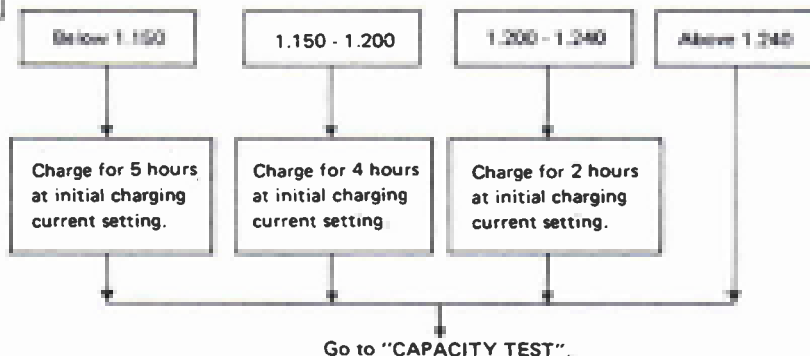 Below 1.150
1.150 - 1.200
1.200 - 1.240
Above 1.240
Charge for 5 hours
at initial charging
current setting.
Charge for 4 hours
at initial charging
current setting
Charge for 2 hours
at initial charging
current setting.
Go to "CAPACITY TEST".